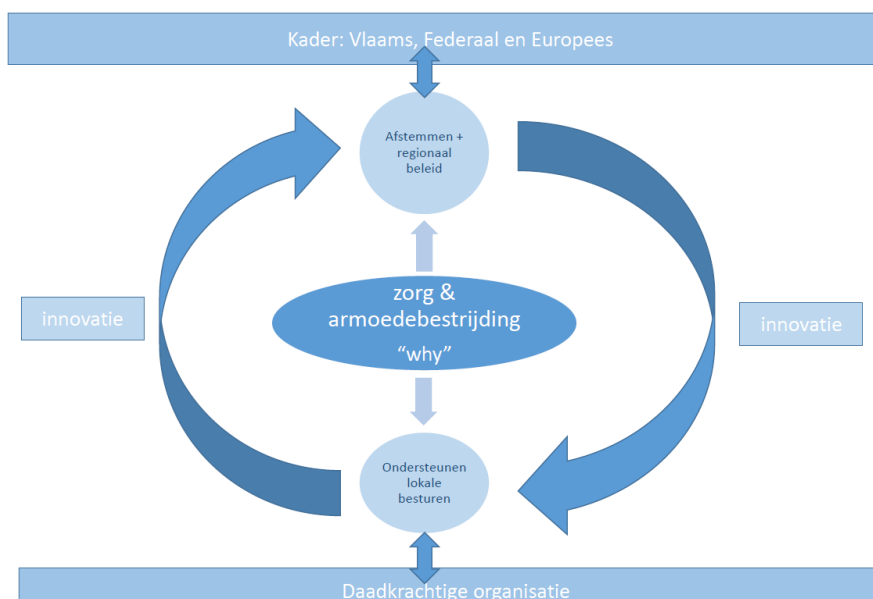 Kader: Vlaams, Federaal en Europees
Afstemmen +
regionaal
beleid
innovatie
zorg &
armoedebestrijding
“why”
innovatie
Ondersteunen
lokale
besturen
Daadkrachtige organisatie